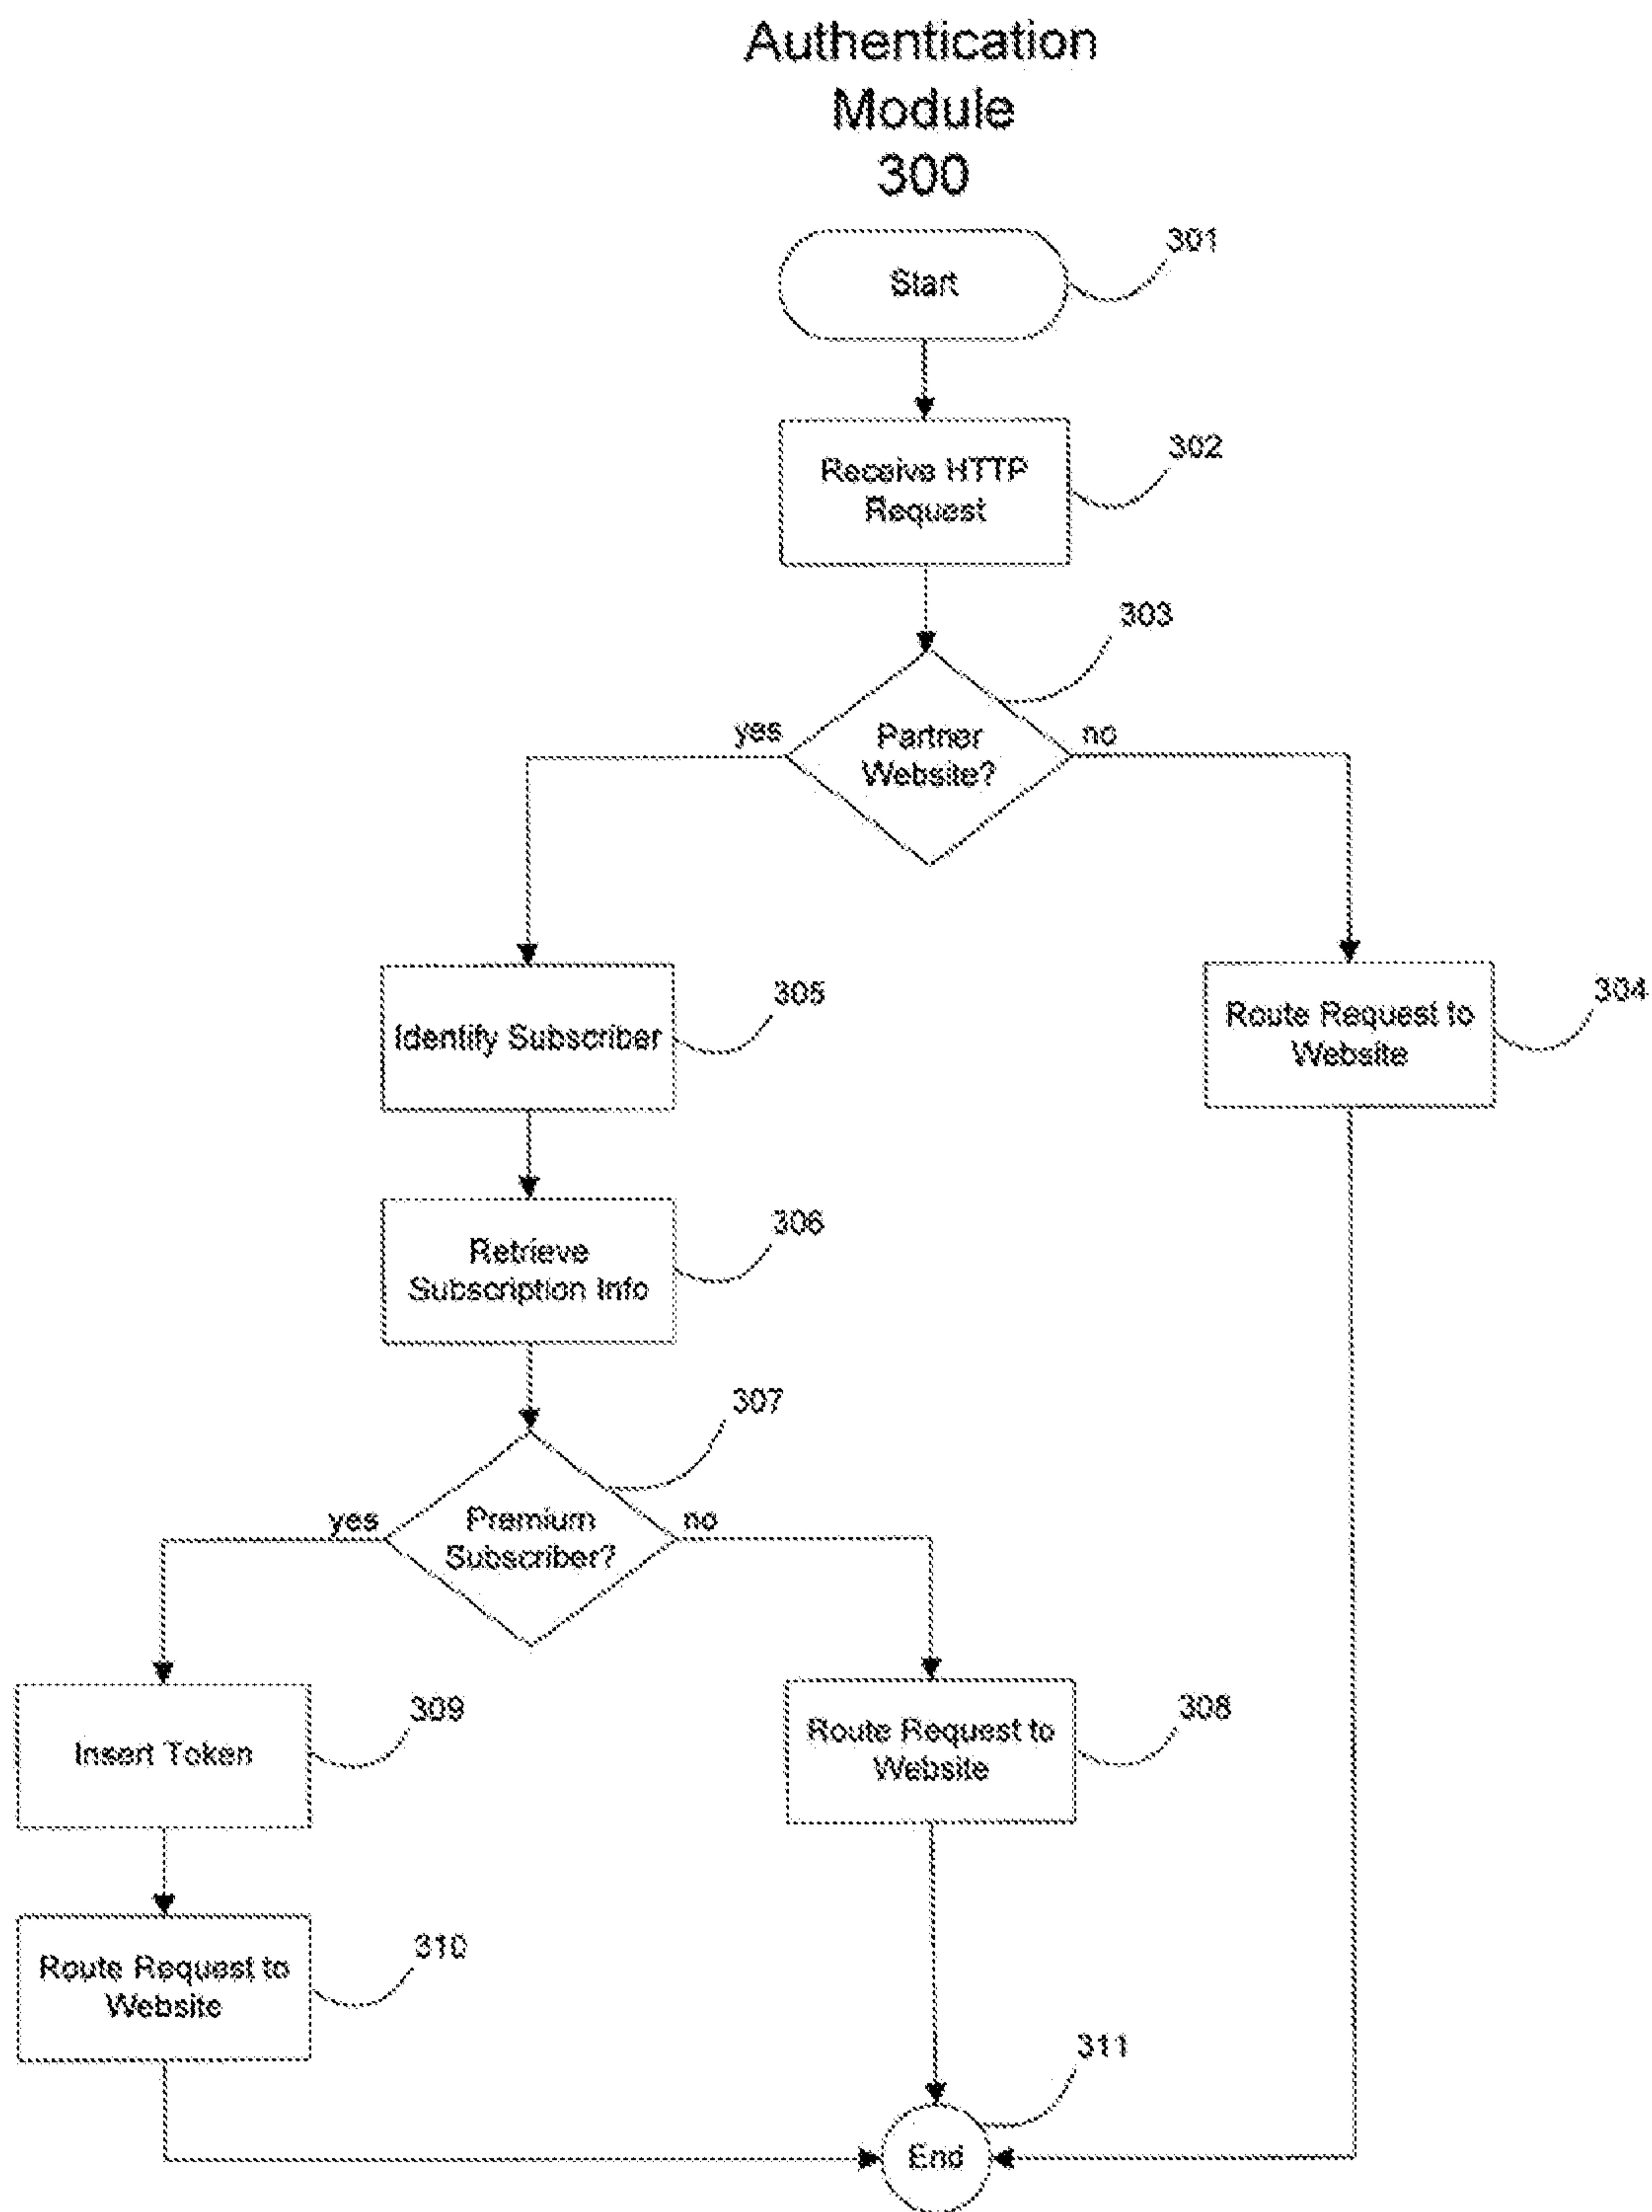 Authentication
Module
300
Start
301
Receive HTTP
Request
302
303
Partner
Website?
yes
no
Identify Subscriber
305
Route Request to
Website
304
Retrieve
Subscription Info
306
307
Premium
Subscriber?
yes
no
Insert Token
309
Route Request to
Website
308
Route Request to
Website
310
311
End